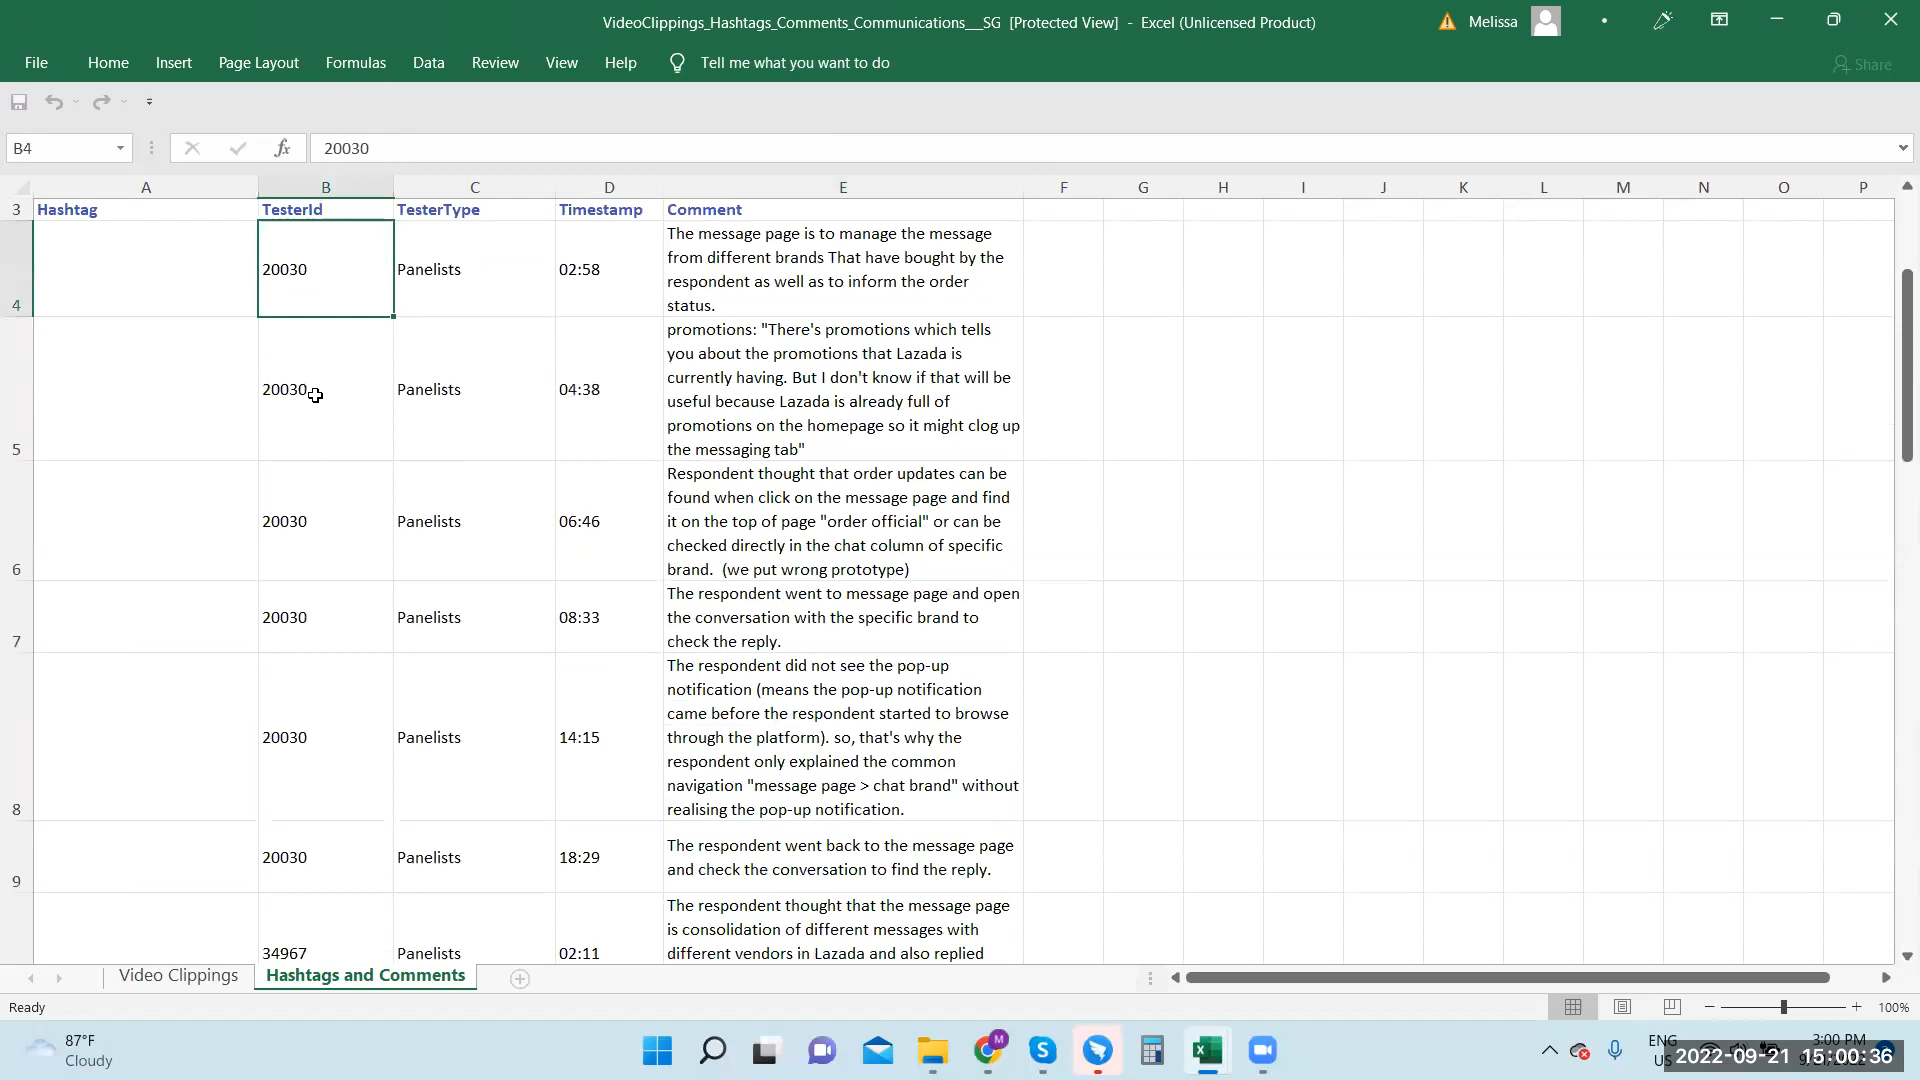 VideoClippings_Hashtags_Comments_Communications__SG [Protected View] - Excel (Unlicensed Product)
Melissa
File Home Insert Page Layout Formulas Data Review View Help Tell me what you want to do
Share
B4
fx
20030
A B C D E F G H I J K L M N O P
3 Hashtag TesterId TesterType Timestamp Comment
4 20030 Panelists 02:58
The message page is to manage the message
from different brands That have bought by the
respondent as well as to inform the order
status.
5 20030 Panelists 04:38
promotions: "There's promotions which tells
you about the promotions that Lazada is
currently having. But I don't know if that will be
useful because Lazada is already full of
promotions on the homepage so it might clog up
the messaging tab"
6 20030 Panelists 06:46
Respondent thought that order updates can be
found when click on the message page and find
it on the top of page "order official" or can be
checked directly in the chat column of specific
brand.  (we put wrong prototype)
7 20030 Panelists 08:33
The respondent went to message page and open
the conversation with the specific brand to
check the reply.
8 20030 Panelists 14:15
The respondent did not see the pop-up
notification (means the pop-up notification
came before the respondent started to browse
through the platform). so, that's why the
respondent only explained the common
navigation "message page > chat brand" without
realising the pop-up notification.
9 20030 Panelists 18:29
The respondent went back to the message page
and check the conversation to find the reply.
34967 Panelists 02:11
The respondent thought that the message page
is consolidation of different messages with
different vendors in Lazada and also replied
Video Clippings
Hashtags and Comments
Ready
100%
87°F
Cloudy
M
ENG
3:00 PM
2022-09-21 15:00:36